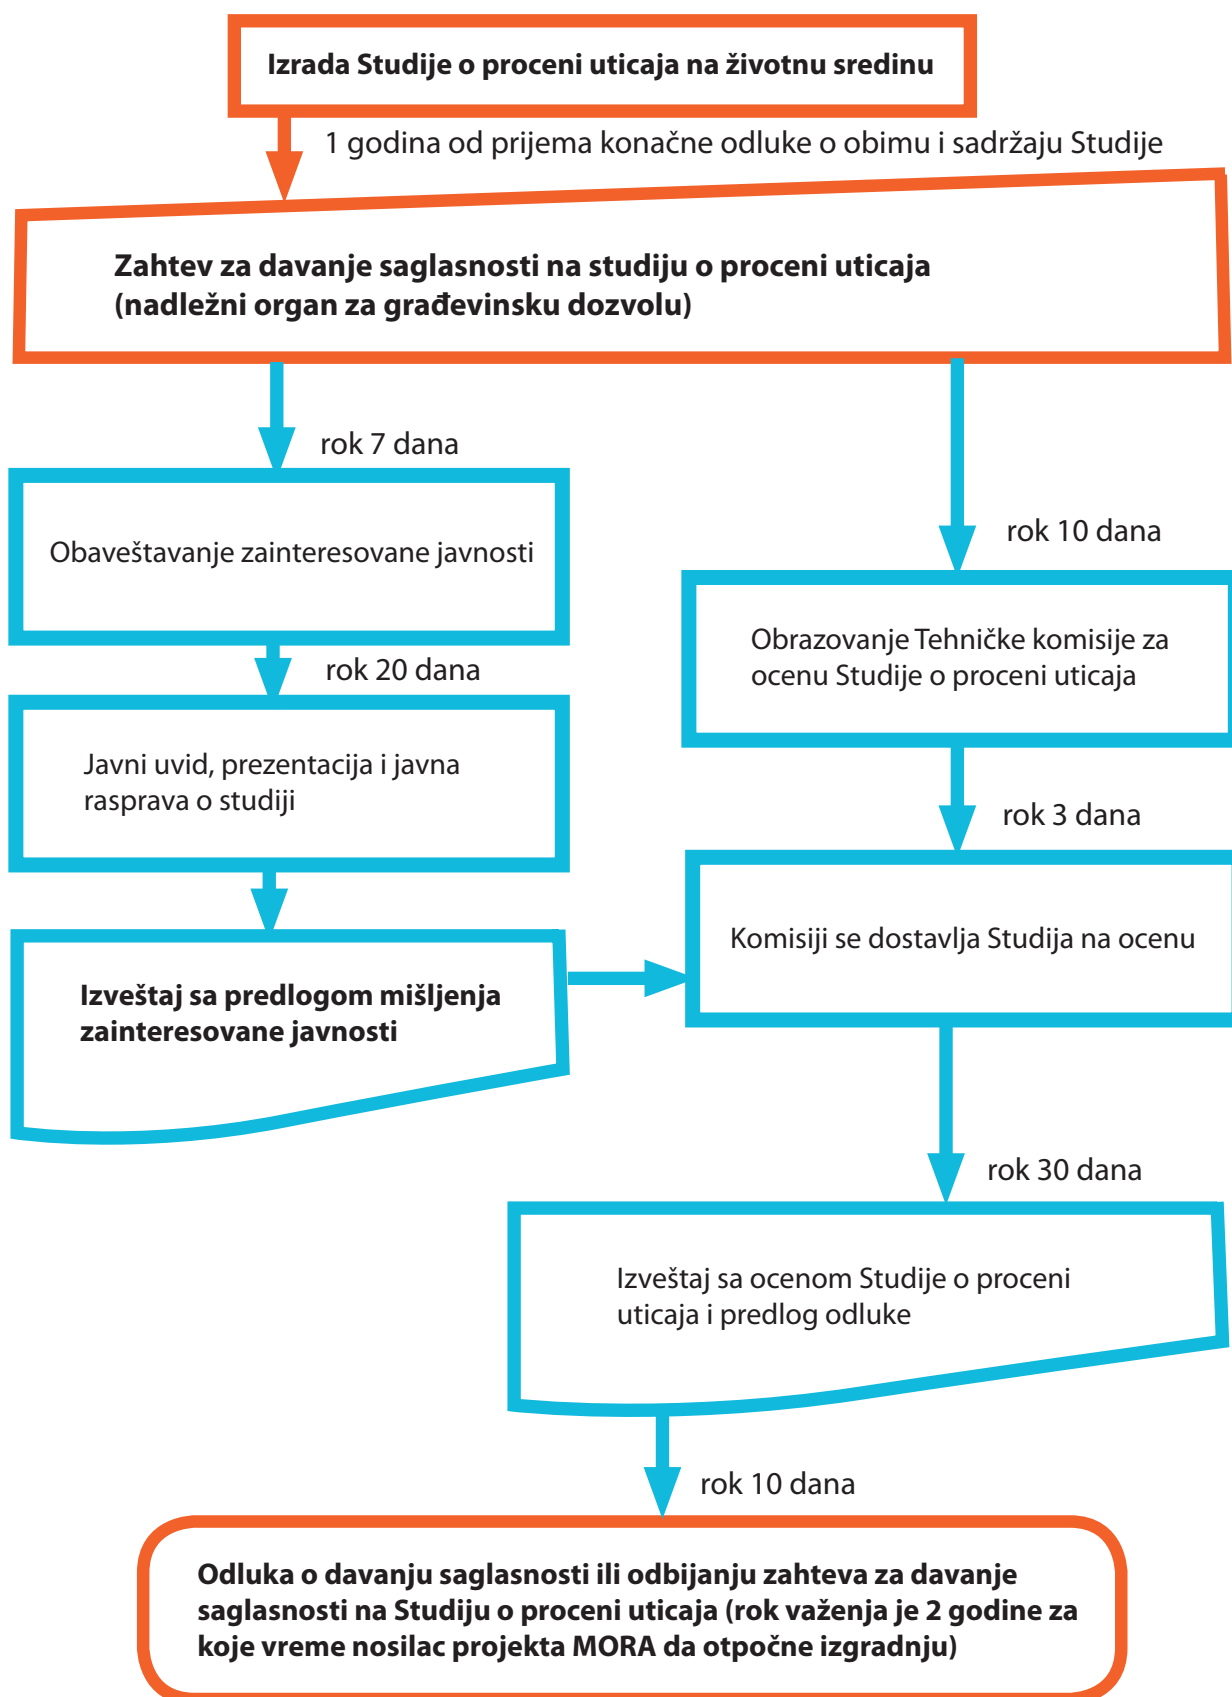 Izrada Studije o proceni uticaja na životnu sredinu
1 godina od prijema konačne odluke o obimu i sadržaju Studije
Zahtev za davanje saglasnosti na studiju o proceni uticaja
(nadležni organ za građevinsku dozvolu)
rok 7 dana
Obaveštavanje zainteresovane javnosti
rok 20 dana
Javni uvid, prezentacija i javna
rasprava o studiji
Izveštaj sa predlogom mišljenja
zainteresovane javnosti
rok 10 dana
Obrazovanje Tehničke komisije za
ocenu Studije o proceni uticaja
rok 3 dana
Komisiji se dostavlja Studija na ocenu
rok 30 dana
Izveštaj sa ocenom Studije o proceni
uticaja i predlog odluke
rok 10 dana
Odluka o davanju saglasnosti ili odbijanju zahteva za davanje
saglasnosti na Studiju o proceni uticaja (rok važenja je 2 godine za
koje vreme nosilac projekta MORA da otpočne izgradnju)